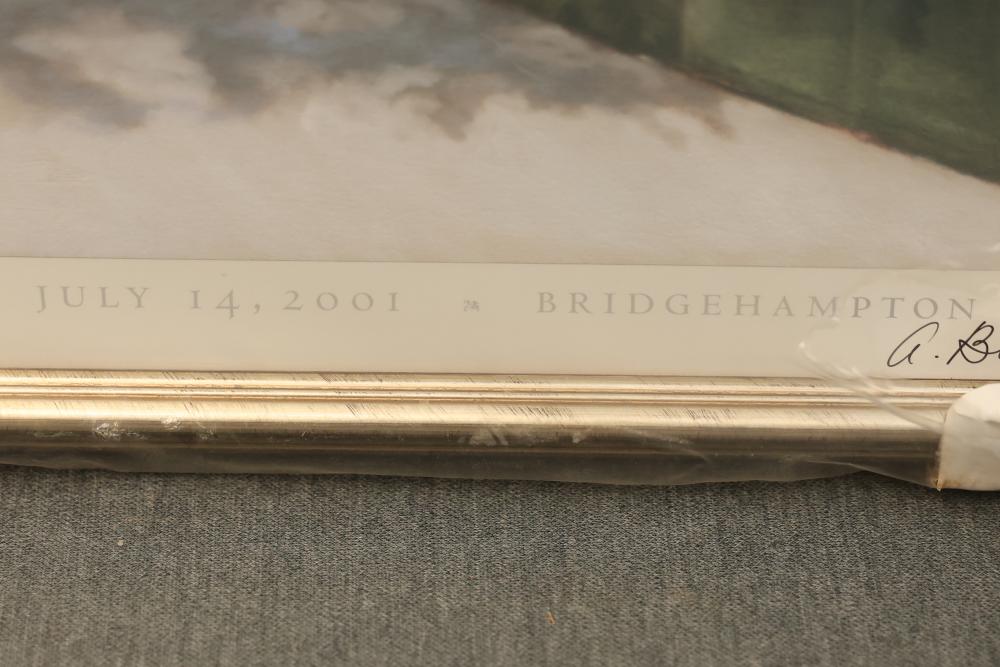 JULY 14, 2001 BRIDGEHAMPTON
A.